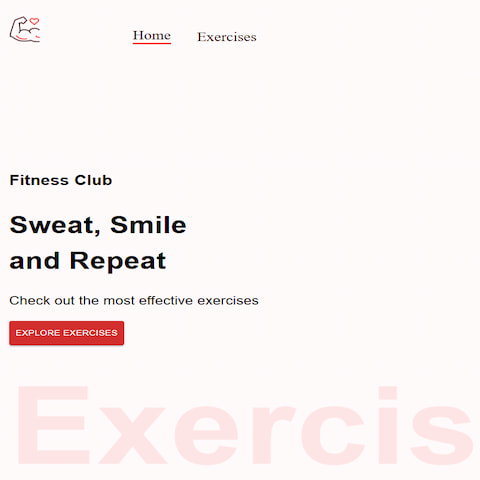 Home Exercises
Fitness Club
Sweat, Smile
and Repeat
Check out the most effective exercises
EXPLORE EXERCISES
Exercis